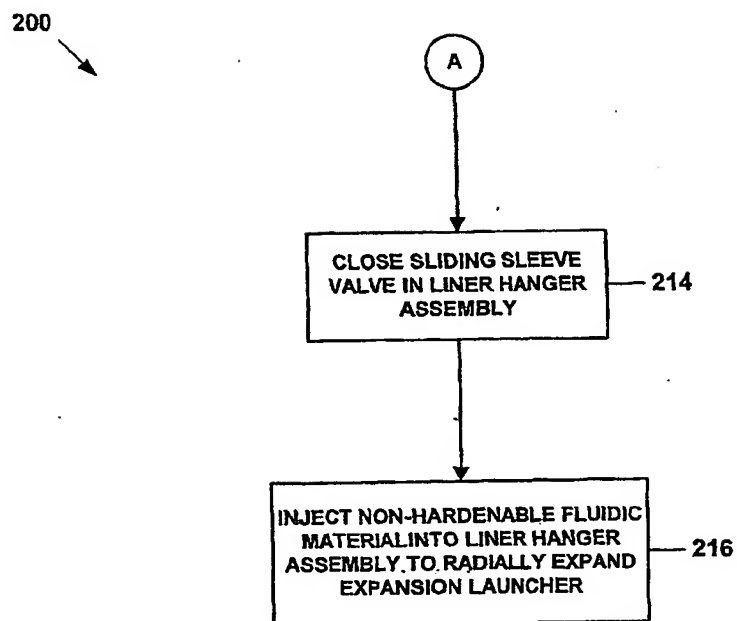 200
A
CLOSE SLIDING SLEEVE
VALVE IN LINER HANGER
ASSEMBLY
214
INJECT NON-HARDENABLE FLUIDIC
MATERIALINTO LINER HANGER
ASSEMBLY TO RADIALLY EXPAND
EXPANSION LAUNCHER
216